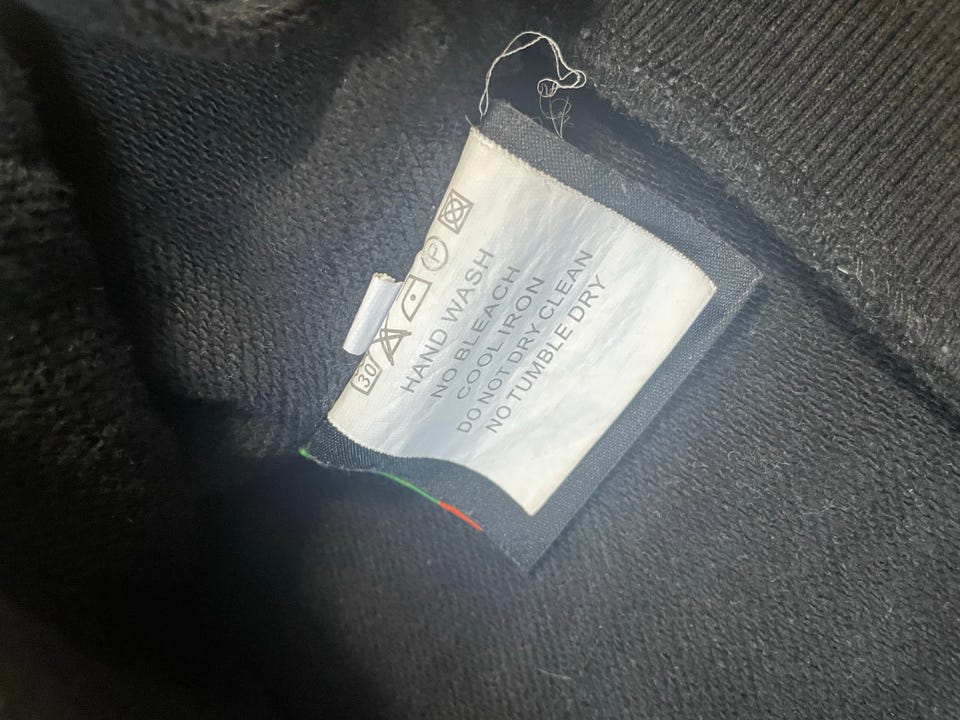 30 P
HAND WASH
NO BLEACH
COOL IRON
DO NOT DRY CLEAN
NO TUMBLE DRY